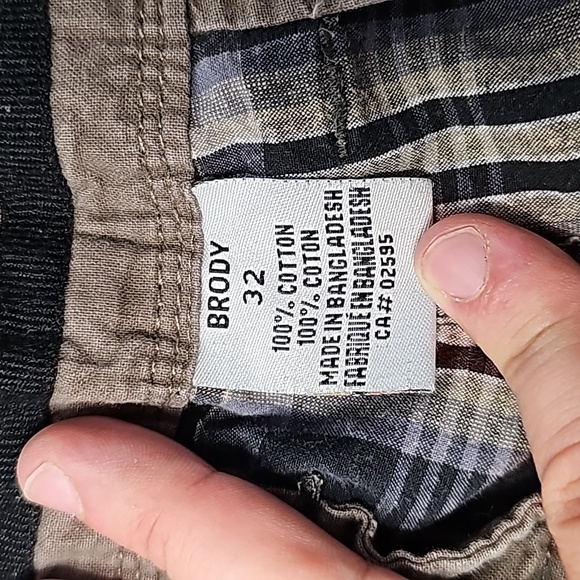 BRODY
32
100% COTTON
100% COTON
MADE IN BANGLADESH
FABRIQUE EN BANGLADESH
CA# 02595